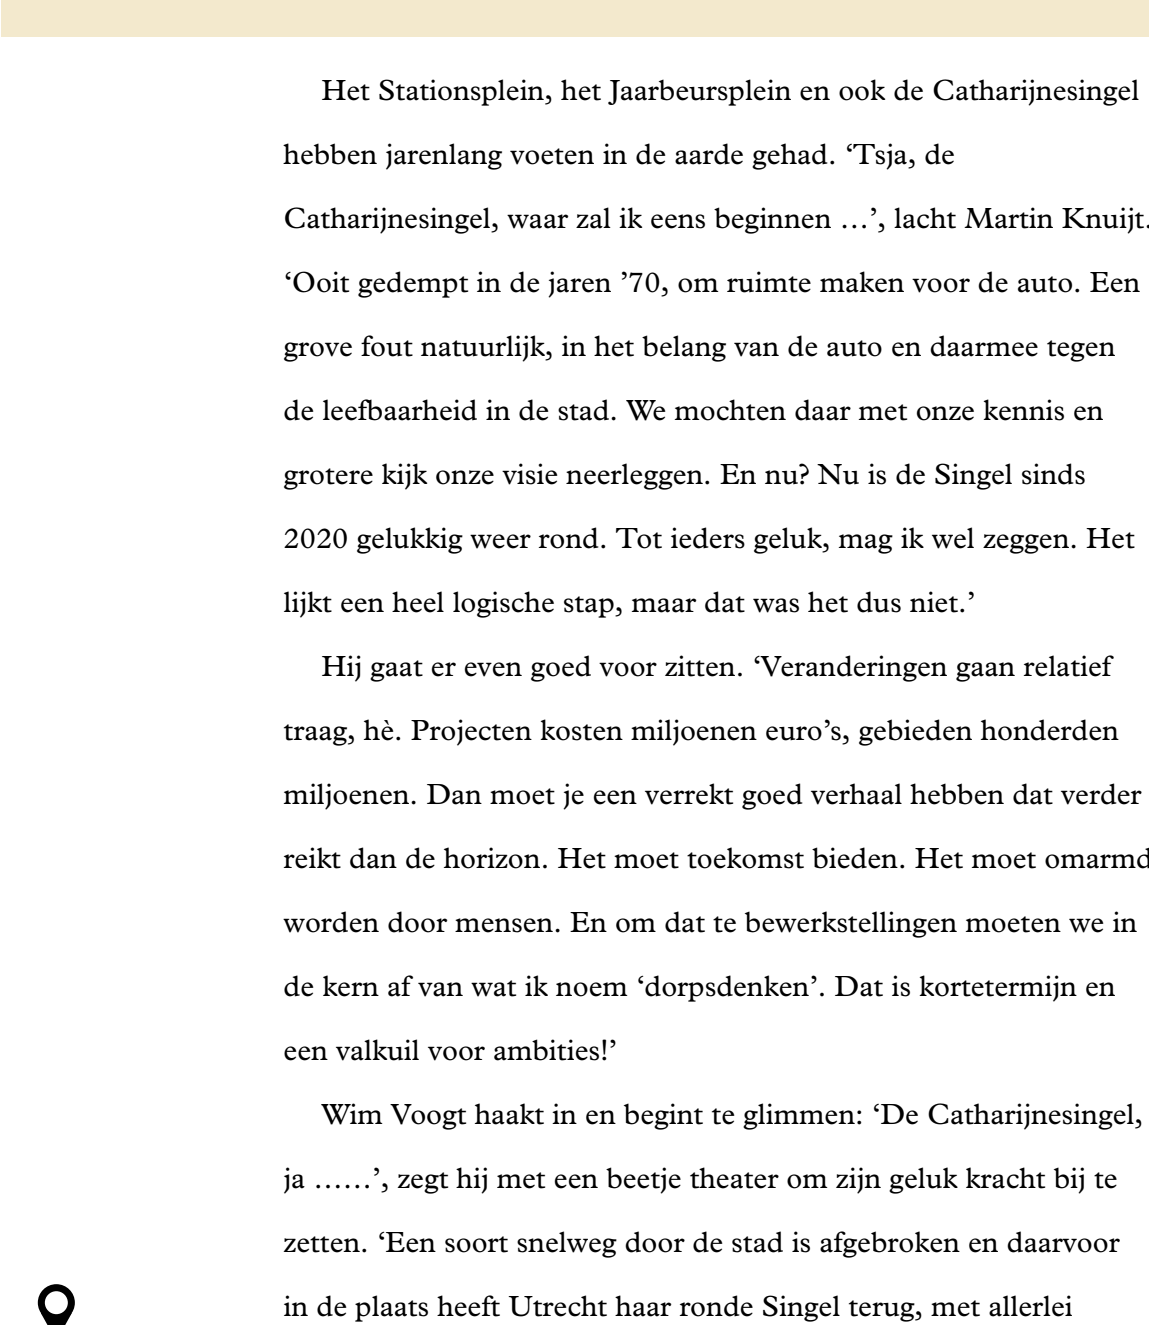 Het Stationsplein, het Jaarbeursplein en ook de Catharijnesingel
hebben jarenlang voeten in de aarde gehad. ‘Tsja, de
Catharijnesingel, waar zal ik eens beginnen …’, lacht Martin Knuijt.
‘Ooit gedempt in de jaren ’70, om ruimte maken voor de auto. Een
grove fout natuurlijk, in het belang van de auto en daarmee tegen
de leefbaarheid in de stad. We mochten daar met onze kennis en
grotere kijk onze visie neerleggen. En nu? Nu is de Singel sinds
2020 gelukkig weer rond. Tot ieders geluk, mag ik wel zeggen. Het
lijkt een heel logische stap, maar dat was het dus niet.’
Hij gaat er even goed voor zitten. ‘Veranderingen gaan relatief
traag, hè. Projecten kosten miljoenen euro’s, gebieden honderden
miljoenen. Dan moet je een verrekt goed verhaal hebben dat verder
reikt dan de horizon. Het moet toekomst bieden. Het moet omarmd
worden door mensen. En om dat te bewerkstellingen moeten we in
de kern af van wat ik noem ‘dorpsdenken’. Dat is kortetermijn en
een valkuil voor ambities!’
Wim Voogt haakt in en begint te glimmen: ‘De Catharijnesingel,
ja ……’, zegt hij met een beetje theater om zijn geluk kracht bij te
zetten. ‘Een soort snelweg door de stad is afgebroken en daarvoor
in de plaats heeft Utrecht haar ronde Singel terug, met allerlei